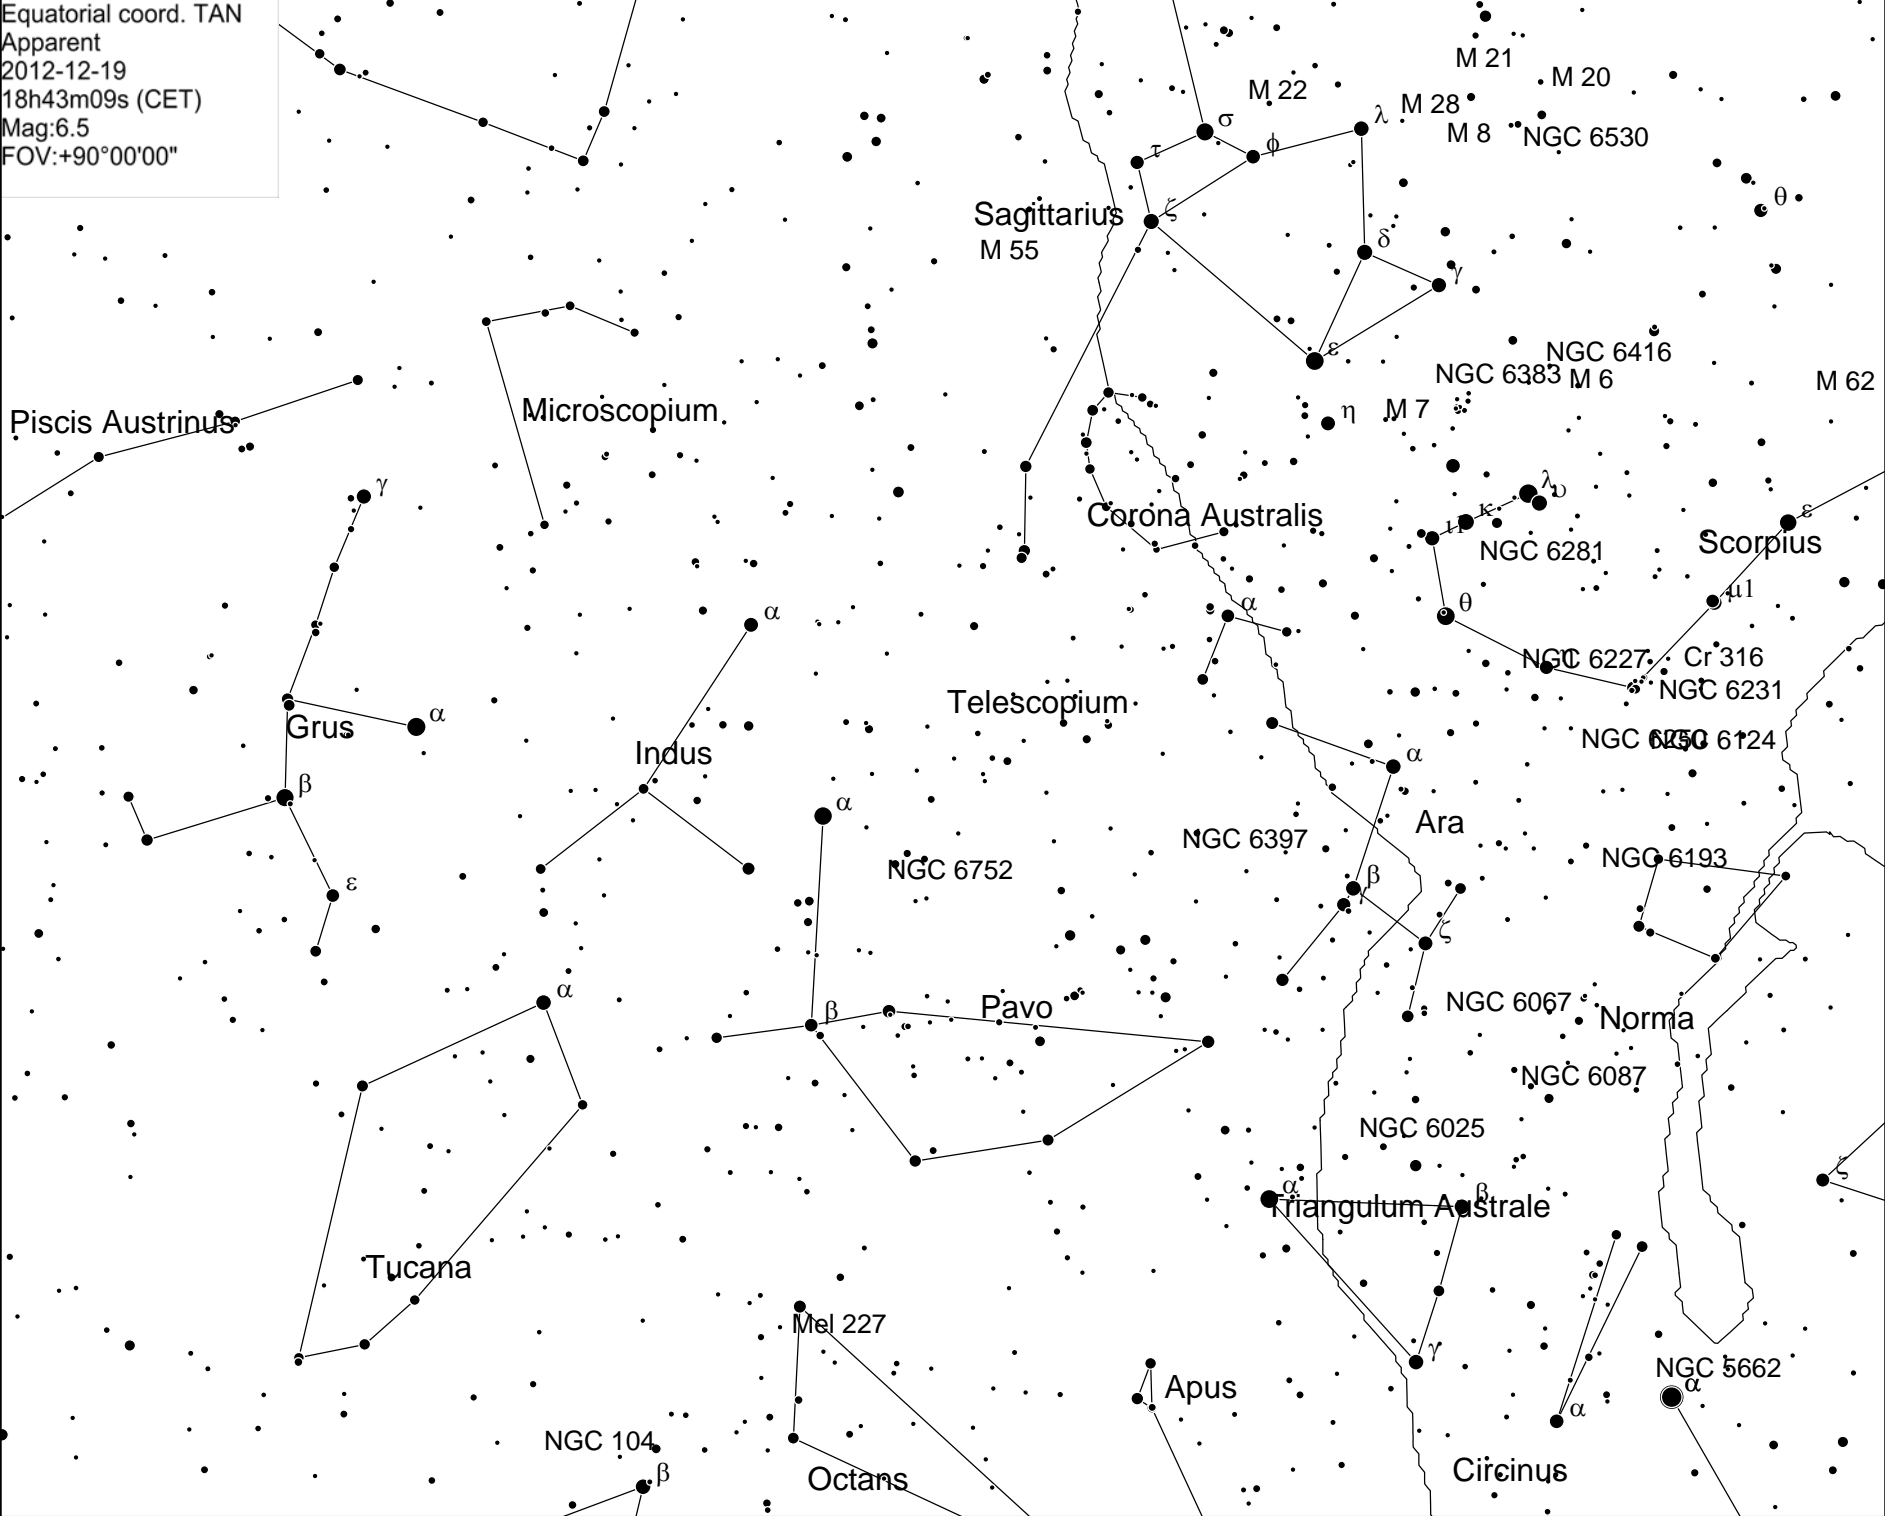 Equatorial coord. TAN
Apparent
2012-12-19
18h43m09s (CET)
Mag:6.5
FOV:+90°00'00"
M 21
M 20
M 22
M 28
M 8
NGC 6530
σ
λ
τ
ϕ
θ
ζ
Sagittarius
M 55
δ
γ
ε
NGC 6416
NGC 6383
M 6
M 62
η
M 7
Piscis Austrinus
Microscopium
γ
λ
υ
κ
ι1
ε
Corona Australis
NGC 6281
Scorpius
μ1
θ
α
α
NGC 6227
η
Cr 316
NGC 6231
Telescopium
Grus
α
NGC 6250
NGC 6124
Indus
α
β
α
Ara
NGC 6397
NGC 6193
NGC 6752
β
γ
ε
ζ
α
β
Pavo
NGC 6067
Norma
NGC 6087
NGC 6025
ζ
α
β
Triangulum Australe
Tucana
Mel 227
γ
NGC 5662
α
Apus
α
NGC 104
β
Octans
Circinus